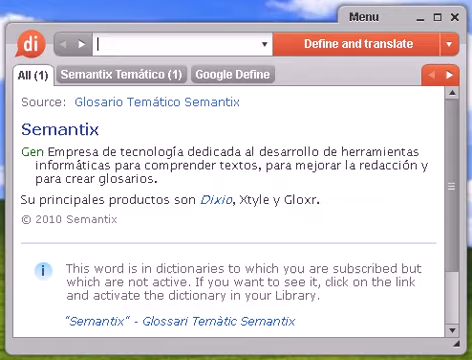 Menu
di
Define and translate
All (1)
Semantix Temático (1)
Google Define
Source: Glosario Temático Semantix
Semantix
Gen Empresa de tecnología dedicada al desarrollo de herramientas
informáticas para comprender textos, para mejorar la redacción y
para crear glosarios.
Su principales productos son Dixio, Xtyle y Gloxr.
© 2010 Semantix
i
This word is in dictionaries to which you are subscribed but
which are not active. If you want to see it, click on the link
and activate the dictionary in your Library.
"Semantix" - Glossari Temàtic Semantix